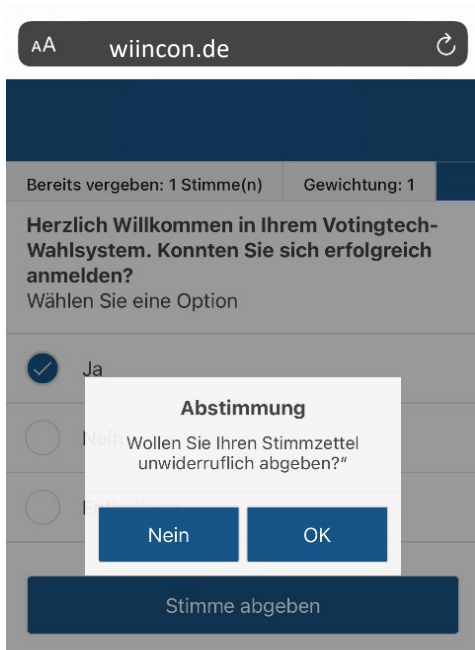 AA wiincon.de
Bereits vergeben: 1 Stimme(n) Gewichtung: 1
Herzlich Willkommen in Ihrem Votingtech-
Wahlsystem. Konnten Sie sich erfolgreich
anmelden?
Wählen Sie eine Option
Ja
Nein
Abstimmung
Wollen Sie Ihren Stimmzettel
unwiderruflich abgeben?“
Nein OK
Stimme abgeben